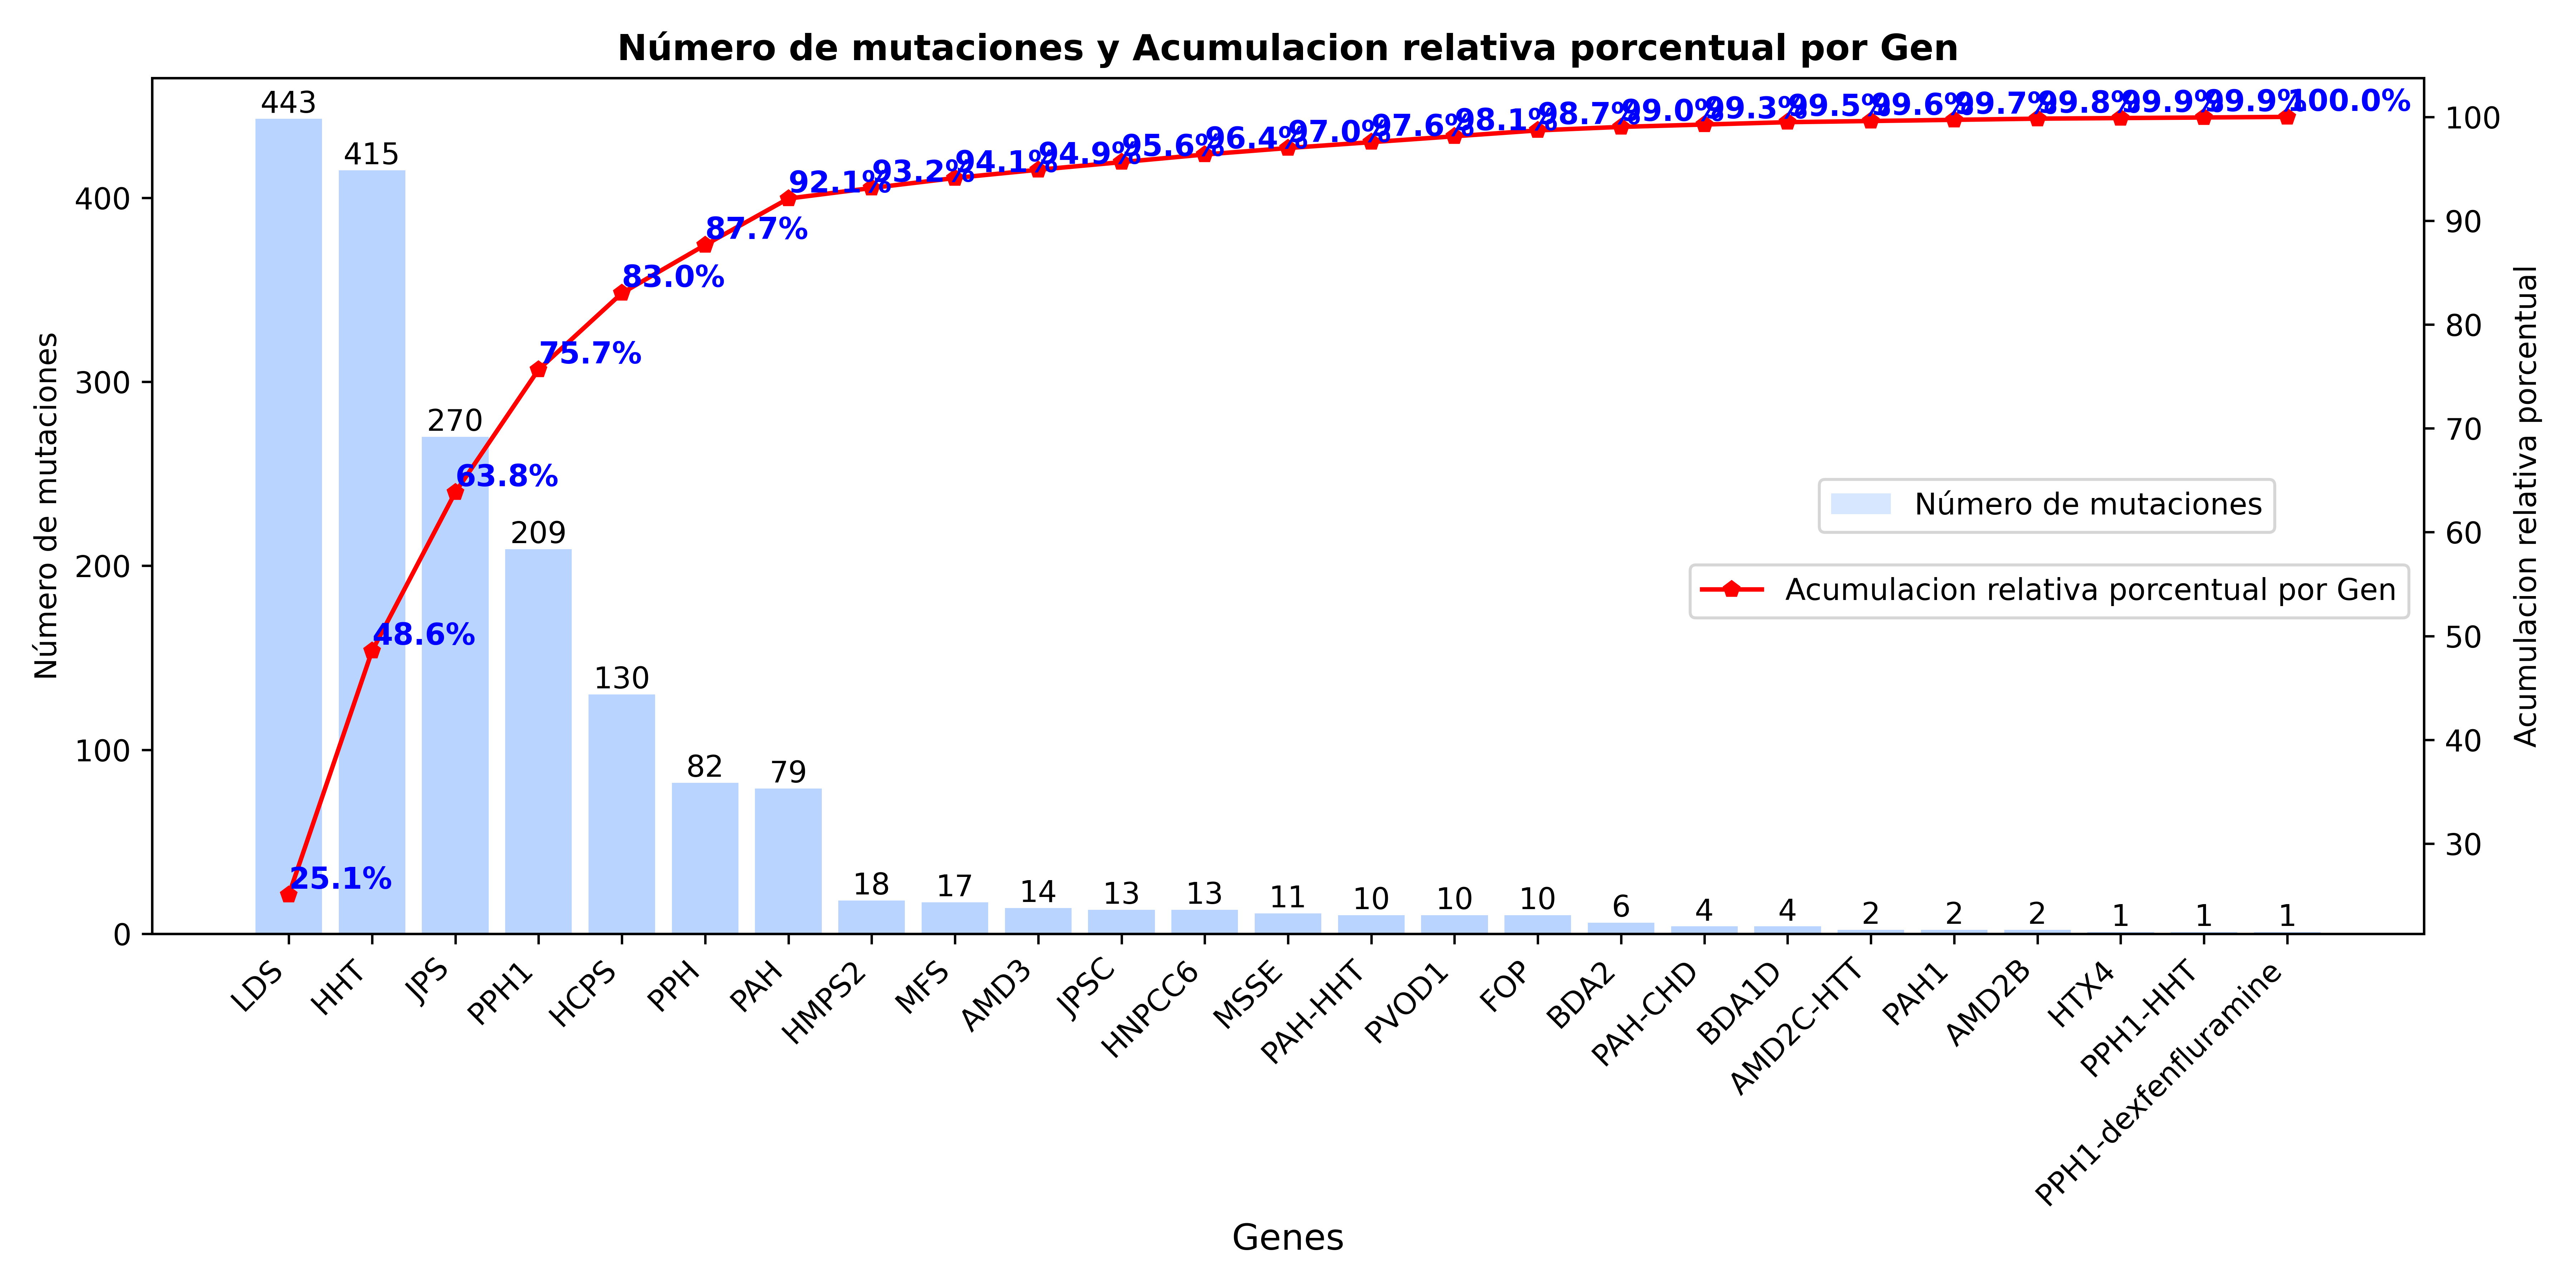 Número de mutaciones y Acumulacion relativa porcentual por Gen
Número de mutaciones
400
300
200
100
0
443
415
270
209
130
82
79
18
17
14
13
13
11
10
10
10
6
4
4
2
2
2
1
1
1
25.1%
48.6%
63.8%
75.7%
83.0%
87.7%
92.1%
93.2%
94.1%
94.9%
95.6%
96.4%
97.0%
97.6%
98.1%
98.7%
99.0%
99.3%
99.5%
99.6%
99.7%
99.8%
99.9%
99.9%
100.0%
100
90
80
70
60
50
40
30
Acumulacion relativa porcentual
Número de mutaciones
Acumulacion relativa porcentual por Gen
LDS
HHT
JPS
PPH1
HCPS
PPH
PAH
HMPS2
MFS
AMD3
JPSC
HNPCC6
MSSE
PAH-HHT
PVOD1
FOP
BDA2
PAH-CHD
BDA1D
AMD2C-HTT
PAH1
AMD2B
HTX4
PPH1-HHT
PPH1-dexfenfluramine
Genes